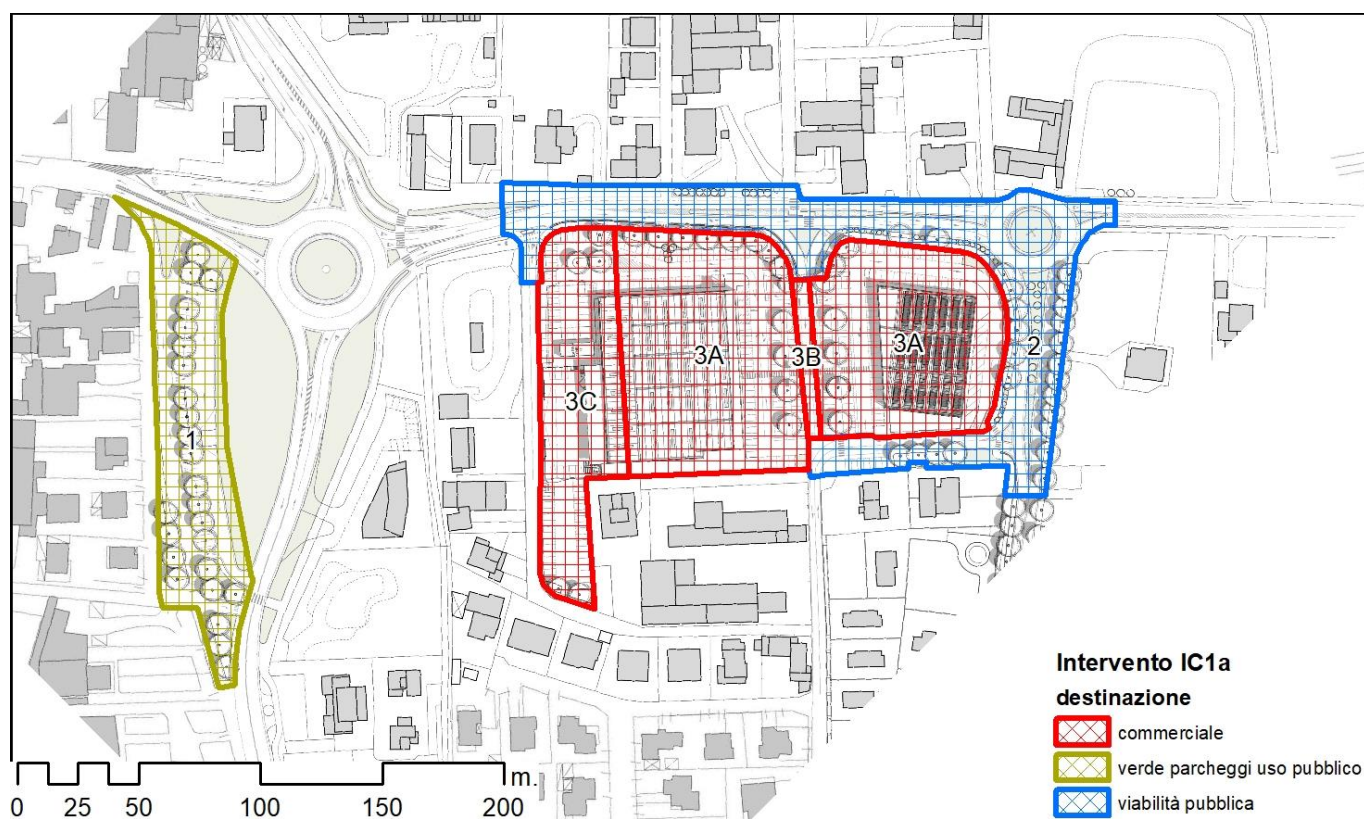 3A
3B
3A
2
3C
1
Intervento IC1a
destinazione
commerciale
verde parcheggi uso pubblico
viabilità pubblica
m.
0 25 50 100 150 200